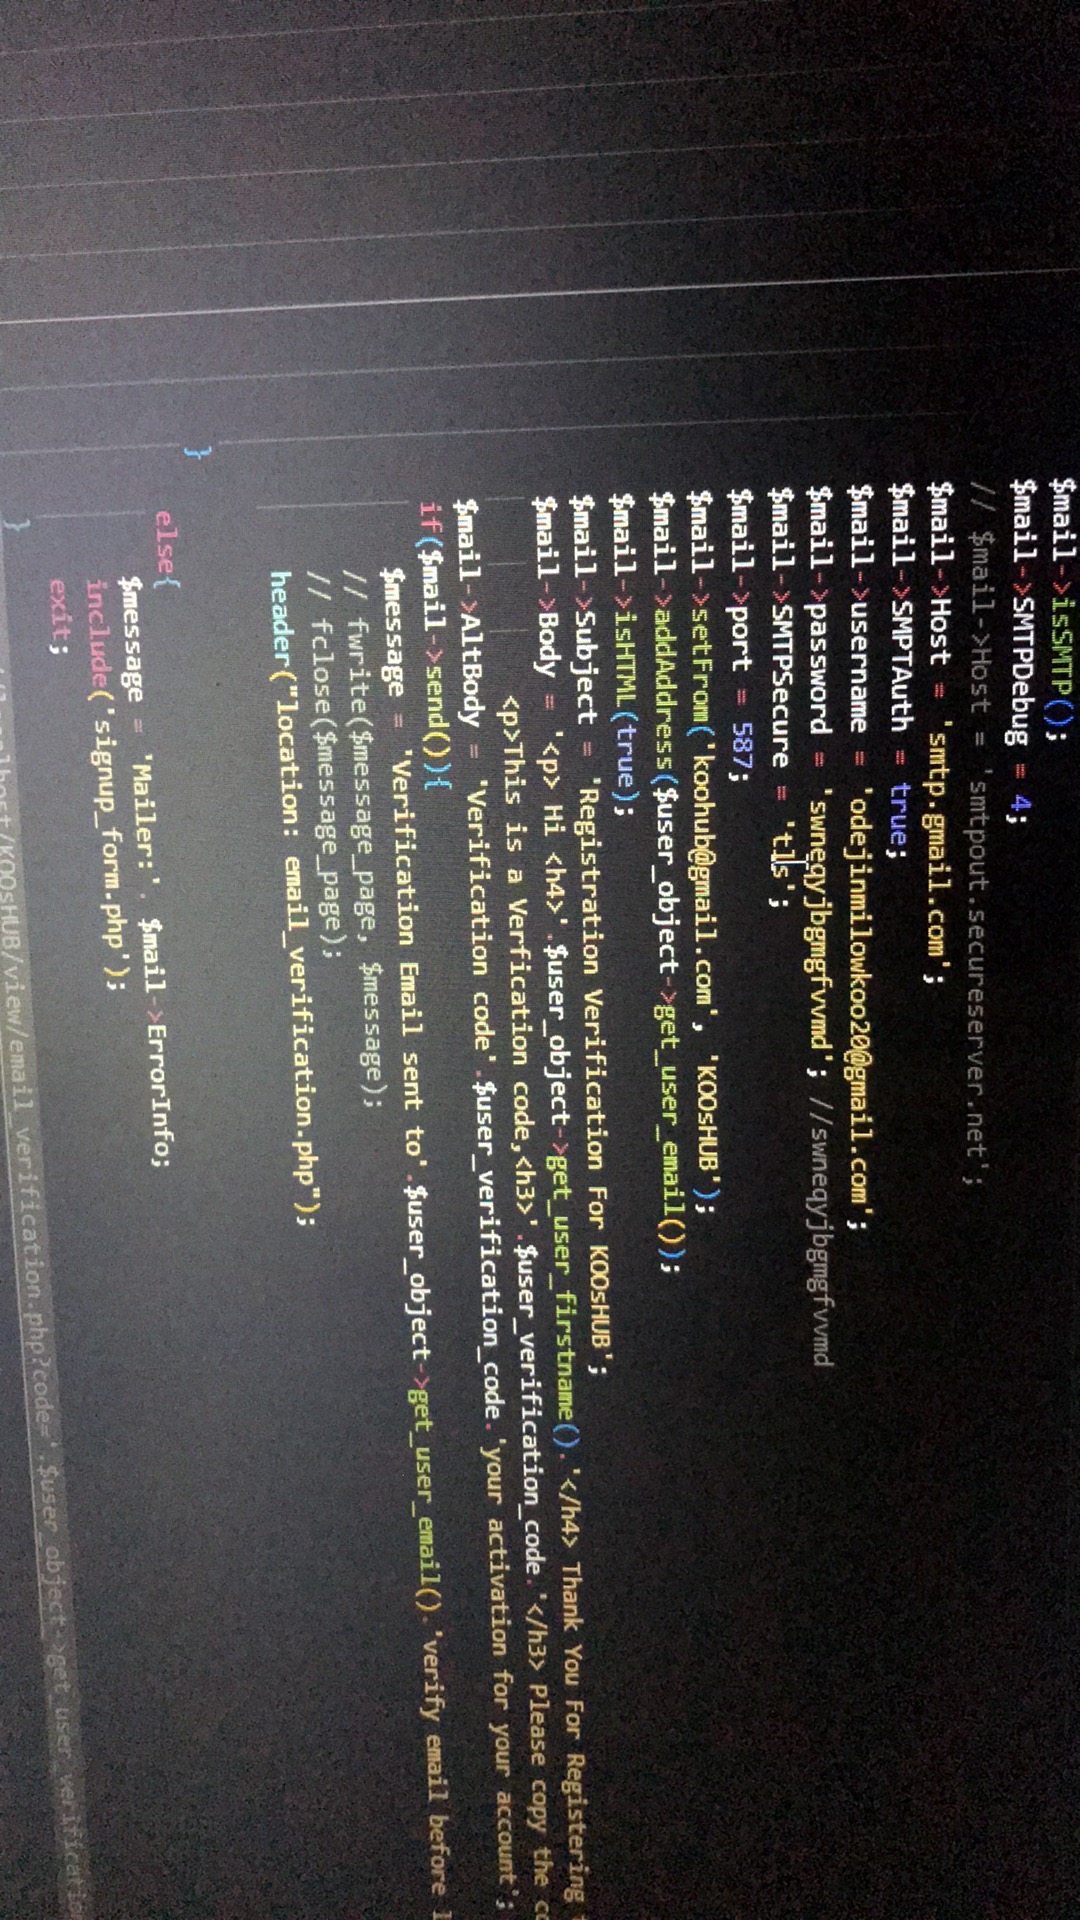 $mail->isSMTP();
$mail->SMTPDebug = 4;
// $mail->Host = 'smtpout.secureserver.net';
$mail->Host = 'smtp.gmail.com';
$mail->SMPTAuth = true;
$mail->username = 'odejinmilowkoo20@gmail.com';
$mail->password = 'swneqyjbgmgfvvmd'; //swneqyjbgmgfvvmd
$mail->SMTPSecure = 'tls';
$mail->port = 587;
$mail->setFrom('koohub@gmail.com', 'KOOsHUB');
$mail->addAddress($user_object->get_user_email());
$mail->isHTML(true);
$mail->Subject = 'Registration Verification For KOOsHUB';
$mail->Body = '<p> Hi <h4>'.$user_object->get_user_firstname().'</h4> Thank You For Registering
<p>This is a Verfication code,<h3>'.$user_verification_code.'</h3> Please copy the
$mail->AltBody = 'Verification code'.$user_verification_code.'your activation for your account';
if($mail->send()){
$message = 'Verification Email sent to'.$user_object->get_user_email().'verify email before
// fwrite($message_page, $message);
// fclose($message_page);
header("location: email_verification.php");
}
else{
$message = 'Mailer:'. $mail->ErrorInfo;
include('signup_form.php');
exit;
}
/KOOsHUB/view/email_verification.php?code='.$user_object->get_user_verification